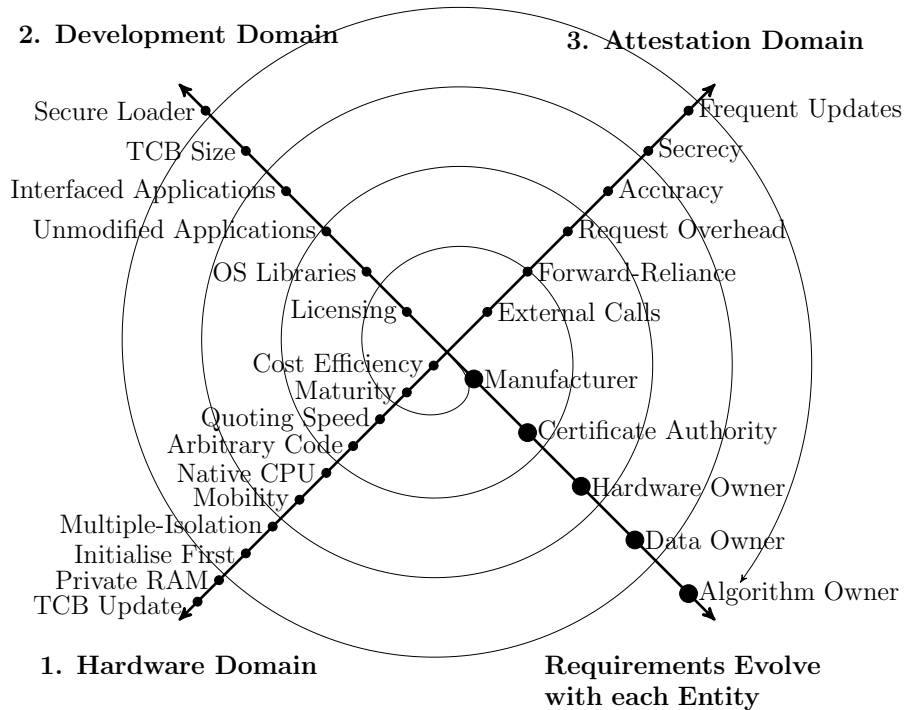 2. Development Domain
3. Attestation Domain
Secure Loader
TCB Size
Interfaced Applications
Unmodified Applications
OS Libraries
Licensing
Frequent Updates
Secrecy
Accuracy
Request Overhead
Forward-Reliance
External Calls
Cost Efficiency
Maturity
Quoting Speed
Arbitrary Code
Native CPU
Mobility
Multiple-Isolation
Initialise First
Private RAM
TCB Update
Manufacturer
Certificate Authority
Hardware Owner
Data Owner
Algorithm Owner
1. Hardware Domain
Requirements Evolve
with each Entity